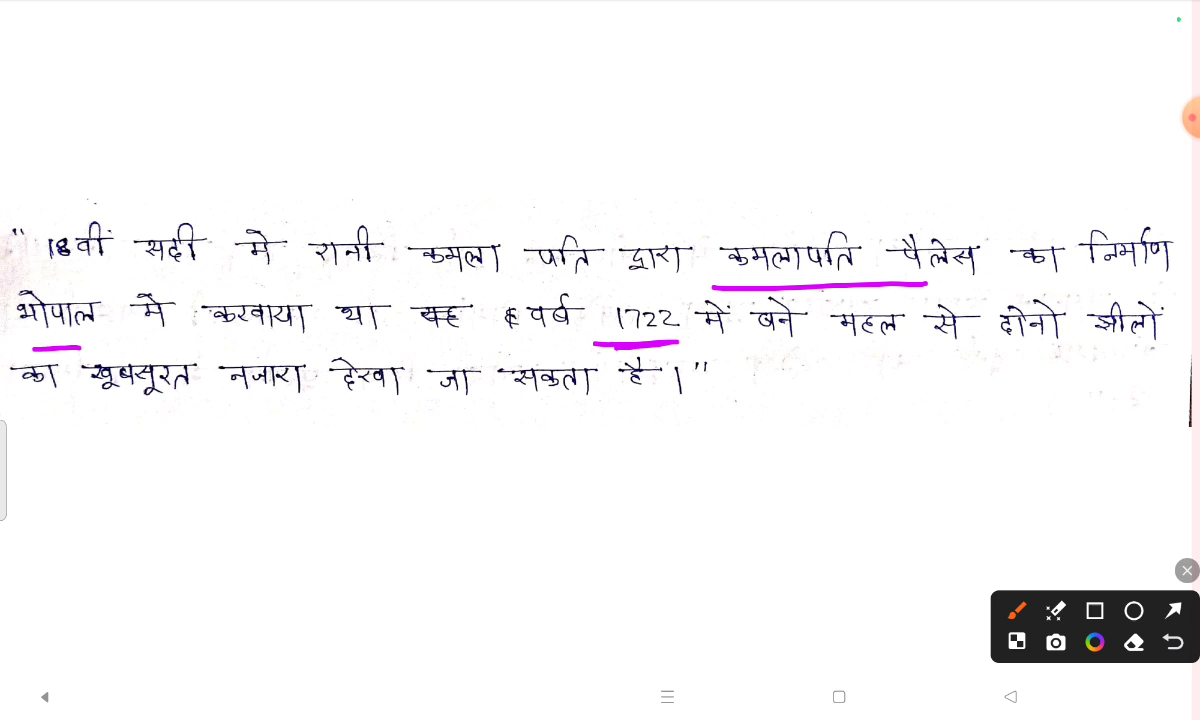 " 18वीं सदी मे रानी कमला पति द्वारा कमलापति पैलेस का निर्माण
भोपाल मे करवाया था वर्ष 1722 में बने महल से दोनो झीलों
का खूबसूरत नजारा देखा जा सकता है। "